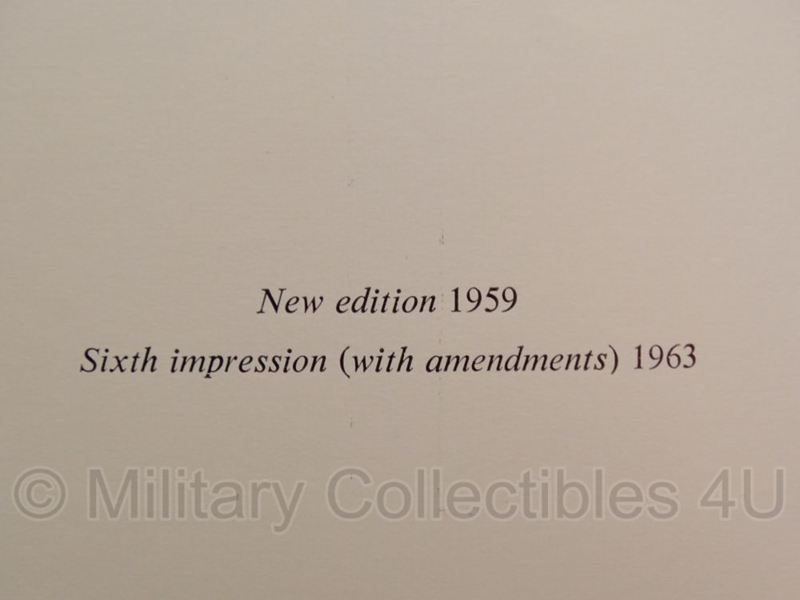 New edition 1959
Sixth impression (with amendments) 1963
© Military Collectibles 4U